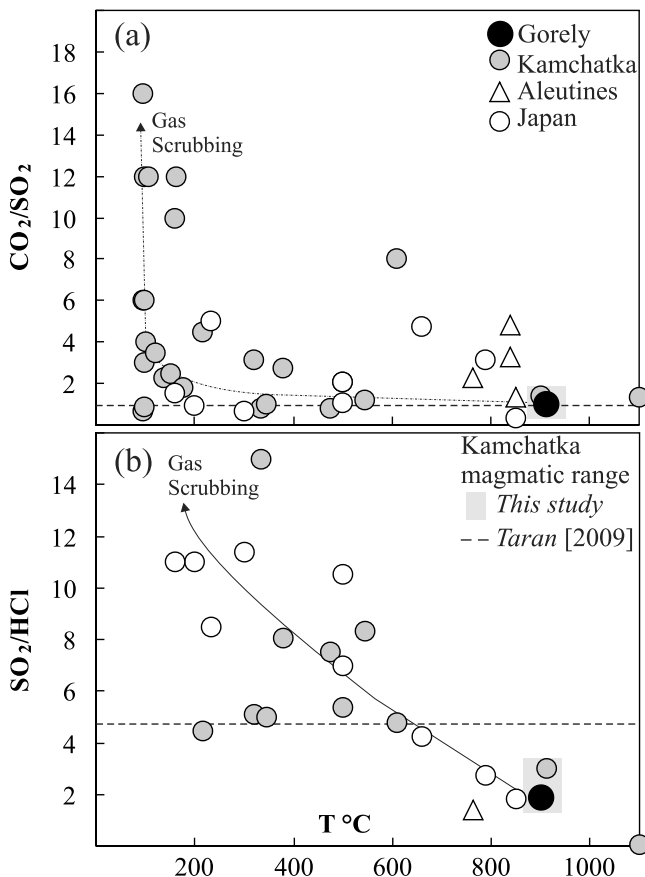 (a)
Gorely
Kamchatka
Aleutines
Japan
Gas
Scrubbing
18
16
14
12
10
8
6
4
2
CO₂/SO₂
(b)
Gas
Scrubbing
Kamchatka
magmatic range
This study
Taran [2009]
14
12
10
8
6
4
2
SO₂/HCl
T °C
200 400 600 800 1000